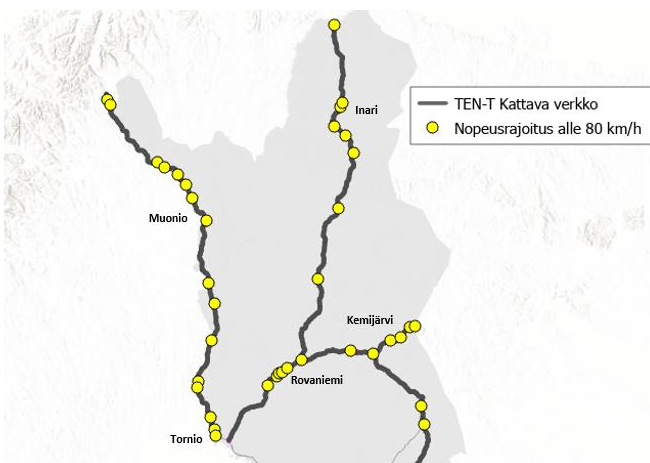 Inari
TEN-T Kattava verkko
Nopeusrajoitus alle 80 km/h
Muonio
Kemijärvi
Rovaniemi
Tornio